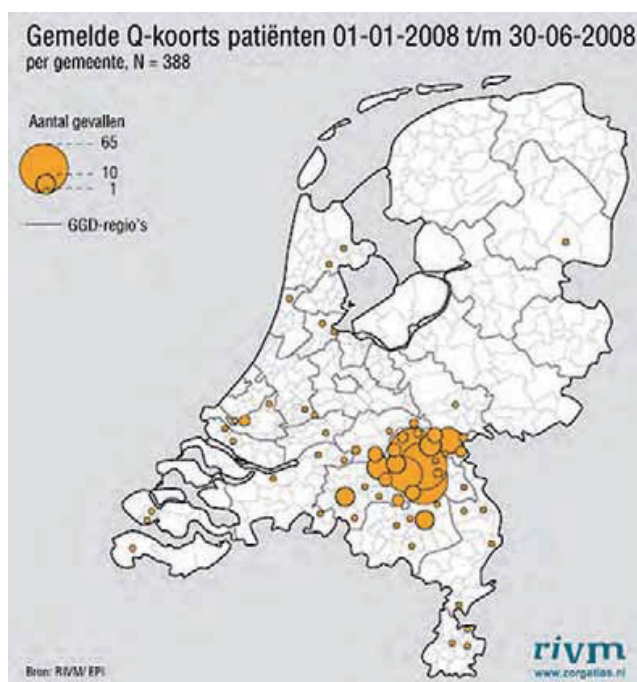 Gemelde Q-koorts patiënten 01-01-2008 t/m 30-06-2008
per gemeente, N = 388
Aantal gevallen
65
10
1
GGD-regio's
Bron: RIVM/ EPI
rivm
www.zorgatlas.nl